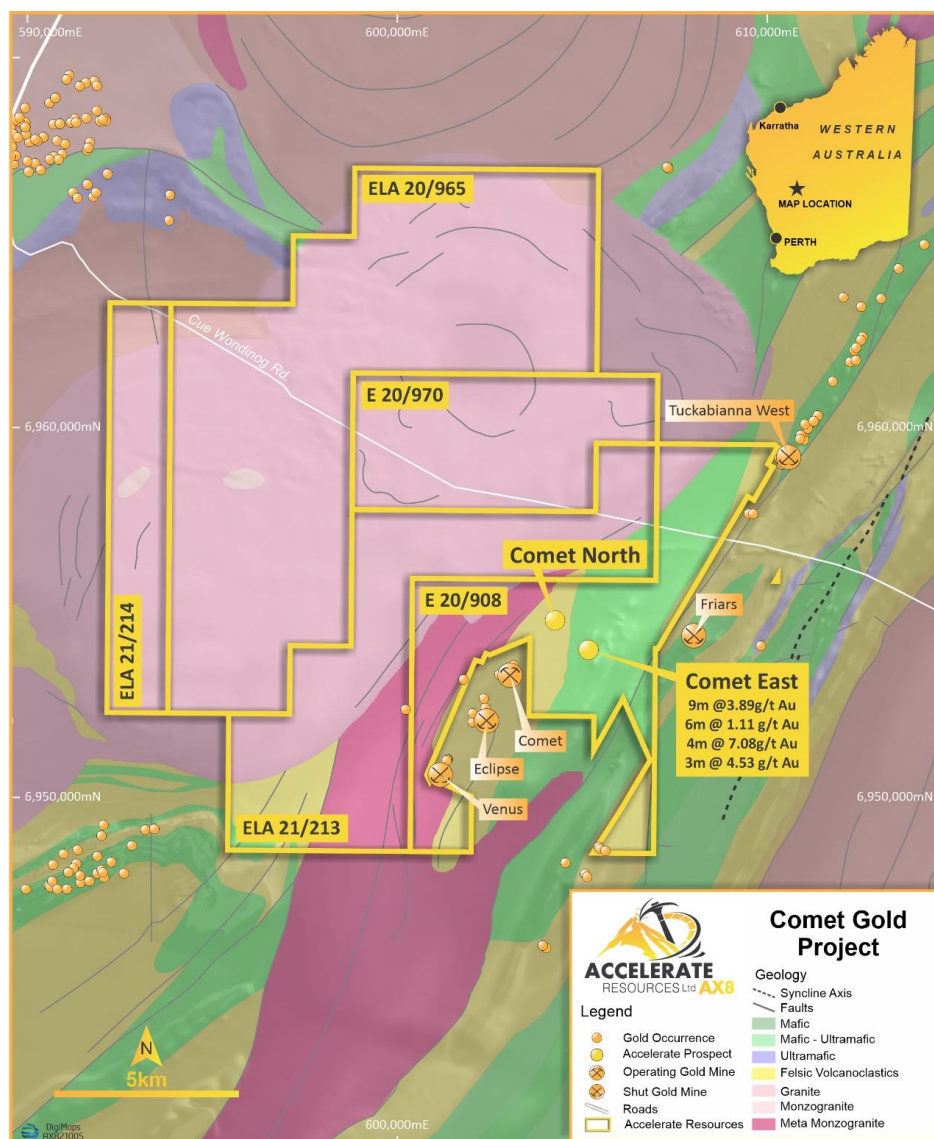 590,000mE
600,000mE
610,000mE
Karratha
WESTERN
AUSTRALIA
MAP LOCATION
PERTH
ELA 20/965
Cue Wondinog Rd.
E 20/970
Tuckabianna West
6,960,000mN
6,960,000mN
Comet North
E 20/908
Friars
ELA 21/214
Comet East
9m @3.89g/t Au
6m @ 1.11 g/t Au
4m @ 7.08g/t Au
3m @ 4.53 g/t Au
Comet
Eclipse
Venus
6,950,000mN
6,950,000mN
ELA 21/213
ACCELERATE
RESOURCES Ltd AX8
Legend
Gold Occurrence
Accelerate Prospect
Operating Gold Mine
Shut Gold Mine
Roads
Accelerate Resources
Comet Gold
Project
Geology
Syncline Axis
Faults
Mafic
Mafic - Ultramafic
Ultramafic
Felsic Volcanoclastics
Granite
Monzogranite
Meta Monzogranite
N
5km
DigiMaps
AX821005
600,000mE